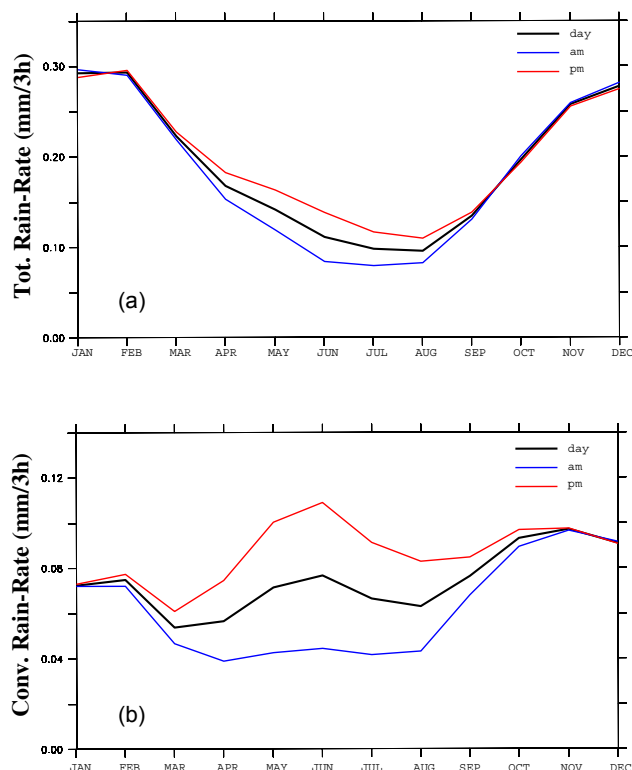 Tot. Rain-Rate (mm/3h)
0.30
0.20
0.10
0.00
day
am
pm
(a)
JAN FEB MAR APR MAY JUN JUL AUG SEP OCT NOV DEC
Conv. Rain-Rate (mm/3h)
0.12
0.08
0.04
0.00
day
am
pm
(b)
JAN FEB MAR APR MAY JUN JUL AUG SEP OCT NOV DEC